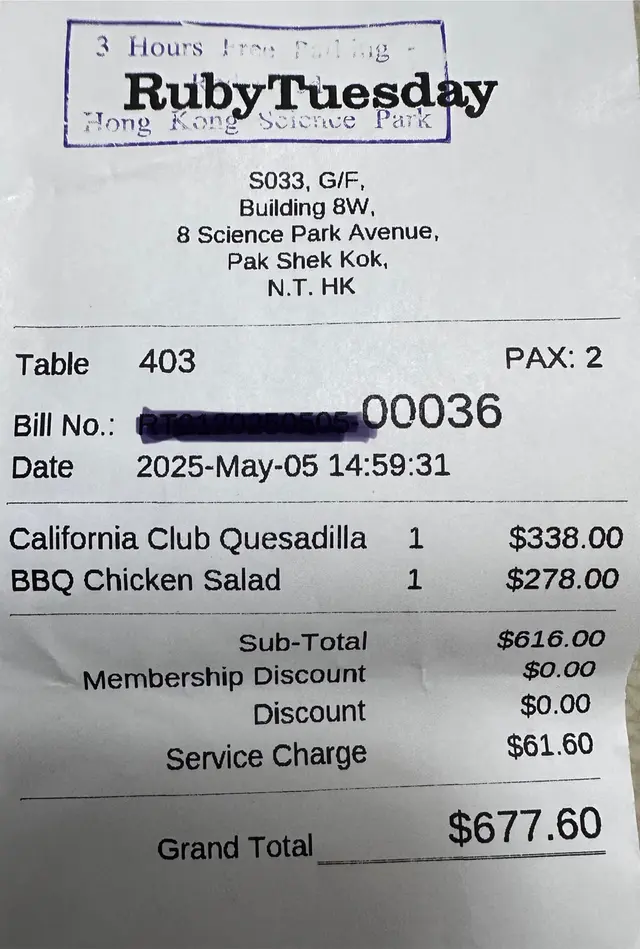 3 Hours Free Parking -
RubyTuesday
Hong Kong Science Park
S033, G/F,
Building 8W,
8 Science Park Avenue,
Pak Shek Kok,
N.T. HK
Table 403 PAX: 2
Bill No.: 00036
Date 2025-May-05 14:59:31
California Club Quesadilla 1 $338.00
BBQ Chicken Salad 1 $278.00
Sub-Total $616.00
Membership Discount $0.00
Discount $0.00
Service Charge $61.60
Grand Total $677.60